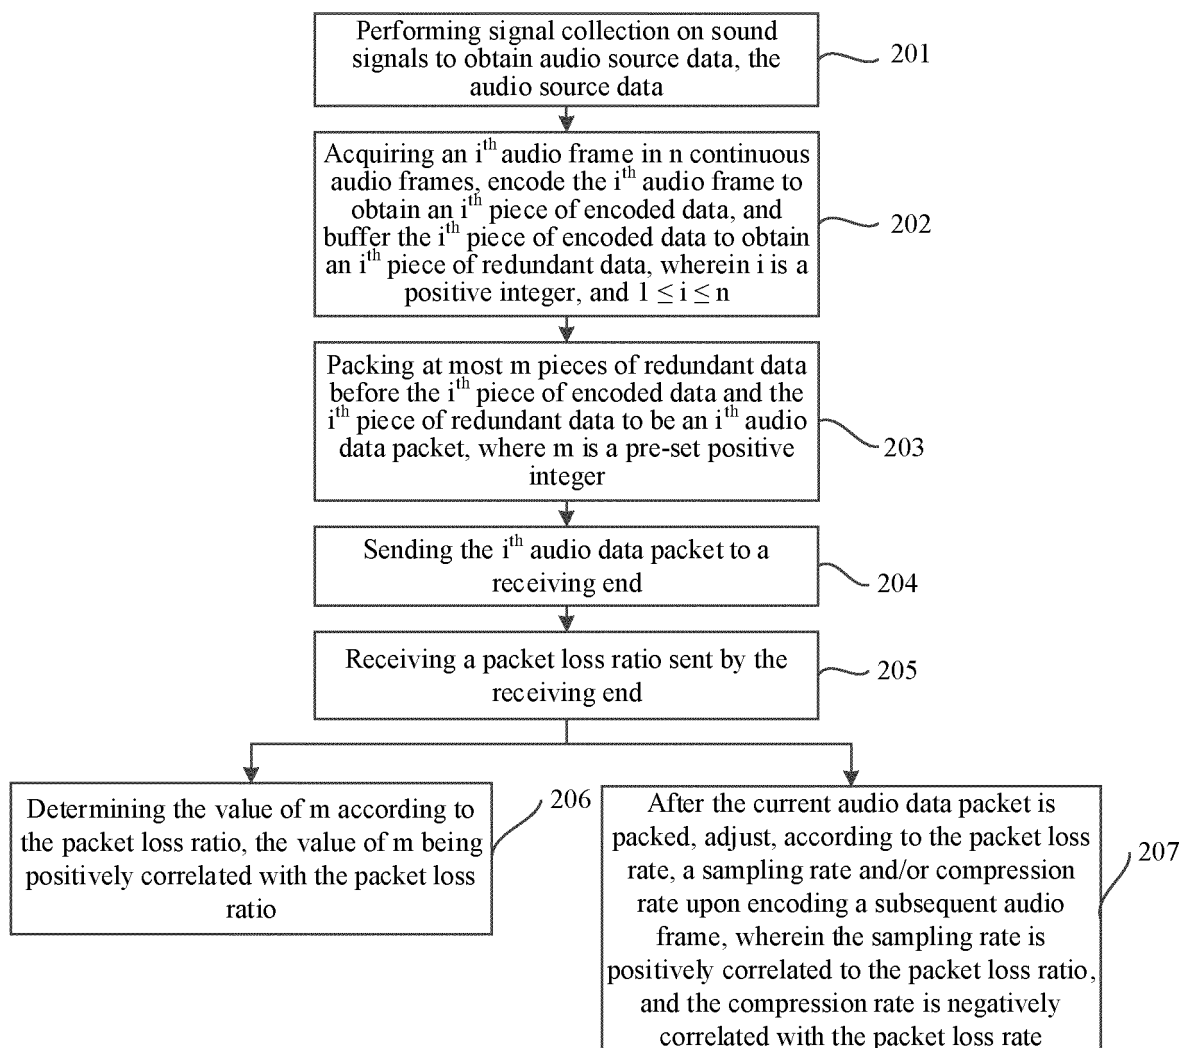 Performing signal collection on sound
signals to obtain audio source data, the
audio source data
201
Acquiring an i^th audio frame in n continuous
audio frames, encode the i^th audio frame to
obtain an i^th piece of encoded data, and
buffer the i^th piece of encoded data to obtain
an i^th piece of redundant data, wherein i is a
positive integer, and 1 ≤ i ≤ n
202
Packing at most m pieces of redundant data
before the i^th piece of encoded data and the
i^th piece of redundant data to be an i^th audio
data packet, where m is a pre-set positive
integer
203
Sending the i^th audio data packet to a
receiving end
204
Receiving a packet loss ratio sent by the
receiving end
205
Determining the value of m according to
the packet loss ratio, the value of m being
positively correlated with the packet loss
ratio
206
After the current audio data packet is
packed, adjust, according to the packet loss
rate, a sampling rate and/or compression
rate upon encoding a subsequent audio
frame, wherein the sampling rate is
positively correlated to the packet loss ratio,
and the compression rate is negatively
correlated with the packet loss rate
207